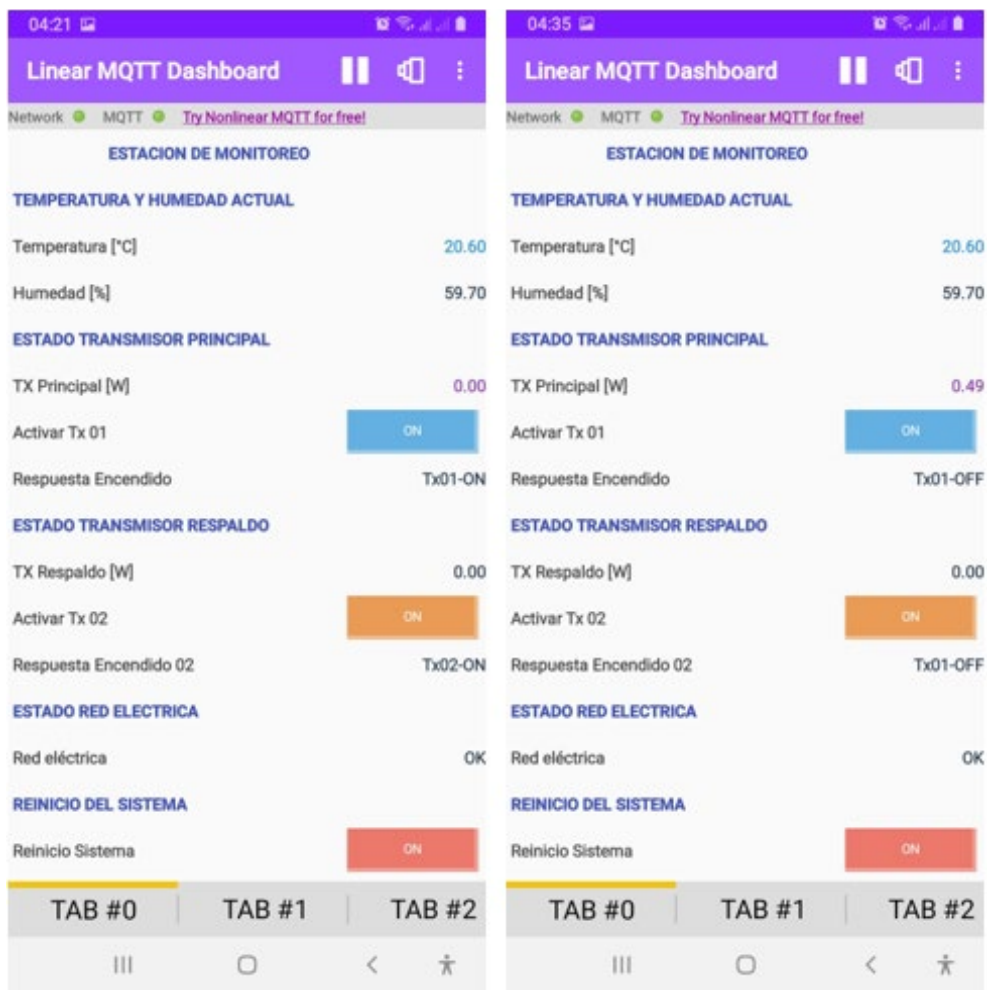 04:21
Linear MQTT Dashboard
Network MQTT Try Nonlinear MQTT for free!
ESTACION DE MONITOREO
TEMPERATURA Y HUMEDAD ACTUAL
Temperatura [°C] 20.60
Humedad [%] 59.70
ESTADO TRANSMISOR PRINCIPAL
TX Principal [W] 0.00
Activar Tx 01 ON
Respuesta Encendido Tx01-ON
ESTADO TRANSMISOR RESPALDO
TX Respaldo [W] 0.00
Activar Tx 02 ON
Respuesta Encendido 02 Tx02-ON
ESTADO RED ELECTRICA
Red eléctrica OK
REINICIO DEL SISTEMA
Reinicio Sistema ON
TAB #0 TAB #1 TAB #2
04:35
Linear MQTT Dashboard
Network MQTT Try Nonlinear MQTT for free!
ESTACION DE MONITOREO
TEMPERATURA Y HUMEDAD ACTUAL
Temperatura [°C] 20.60
Humedad [%] 59.70
ESTADO TRANSMISOR PRINCIPAL
TX Principal [W] 0.49
Activar Tx 01 ON
Respuesta Encendido Tx01-OFF
ESTADO TRANSMISOR RESPALDO
TX Respaldo [W] 0.00
Activar Tx 02 ON
Respuesta Encendido 02 Tx01-OFF
ESTADO RED ELECTRICA
Red eléctrica OK
REINICIO DEL SISTEMA
Reinicio Sistema ON
TAB #0 TAB #1 TAB #2